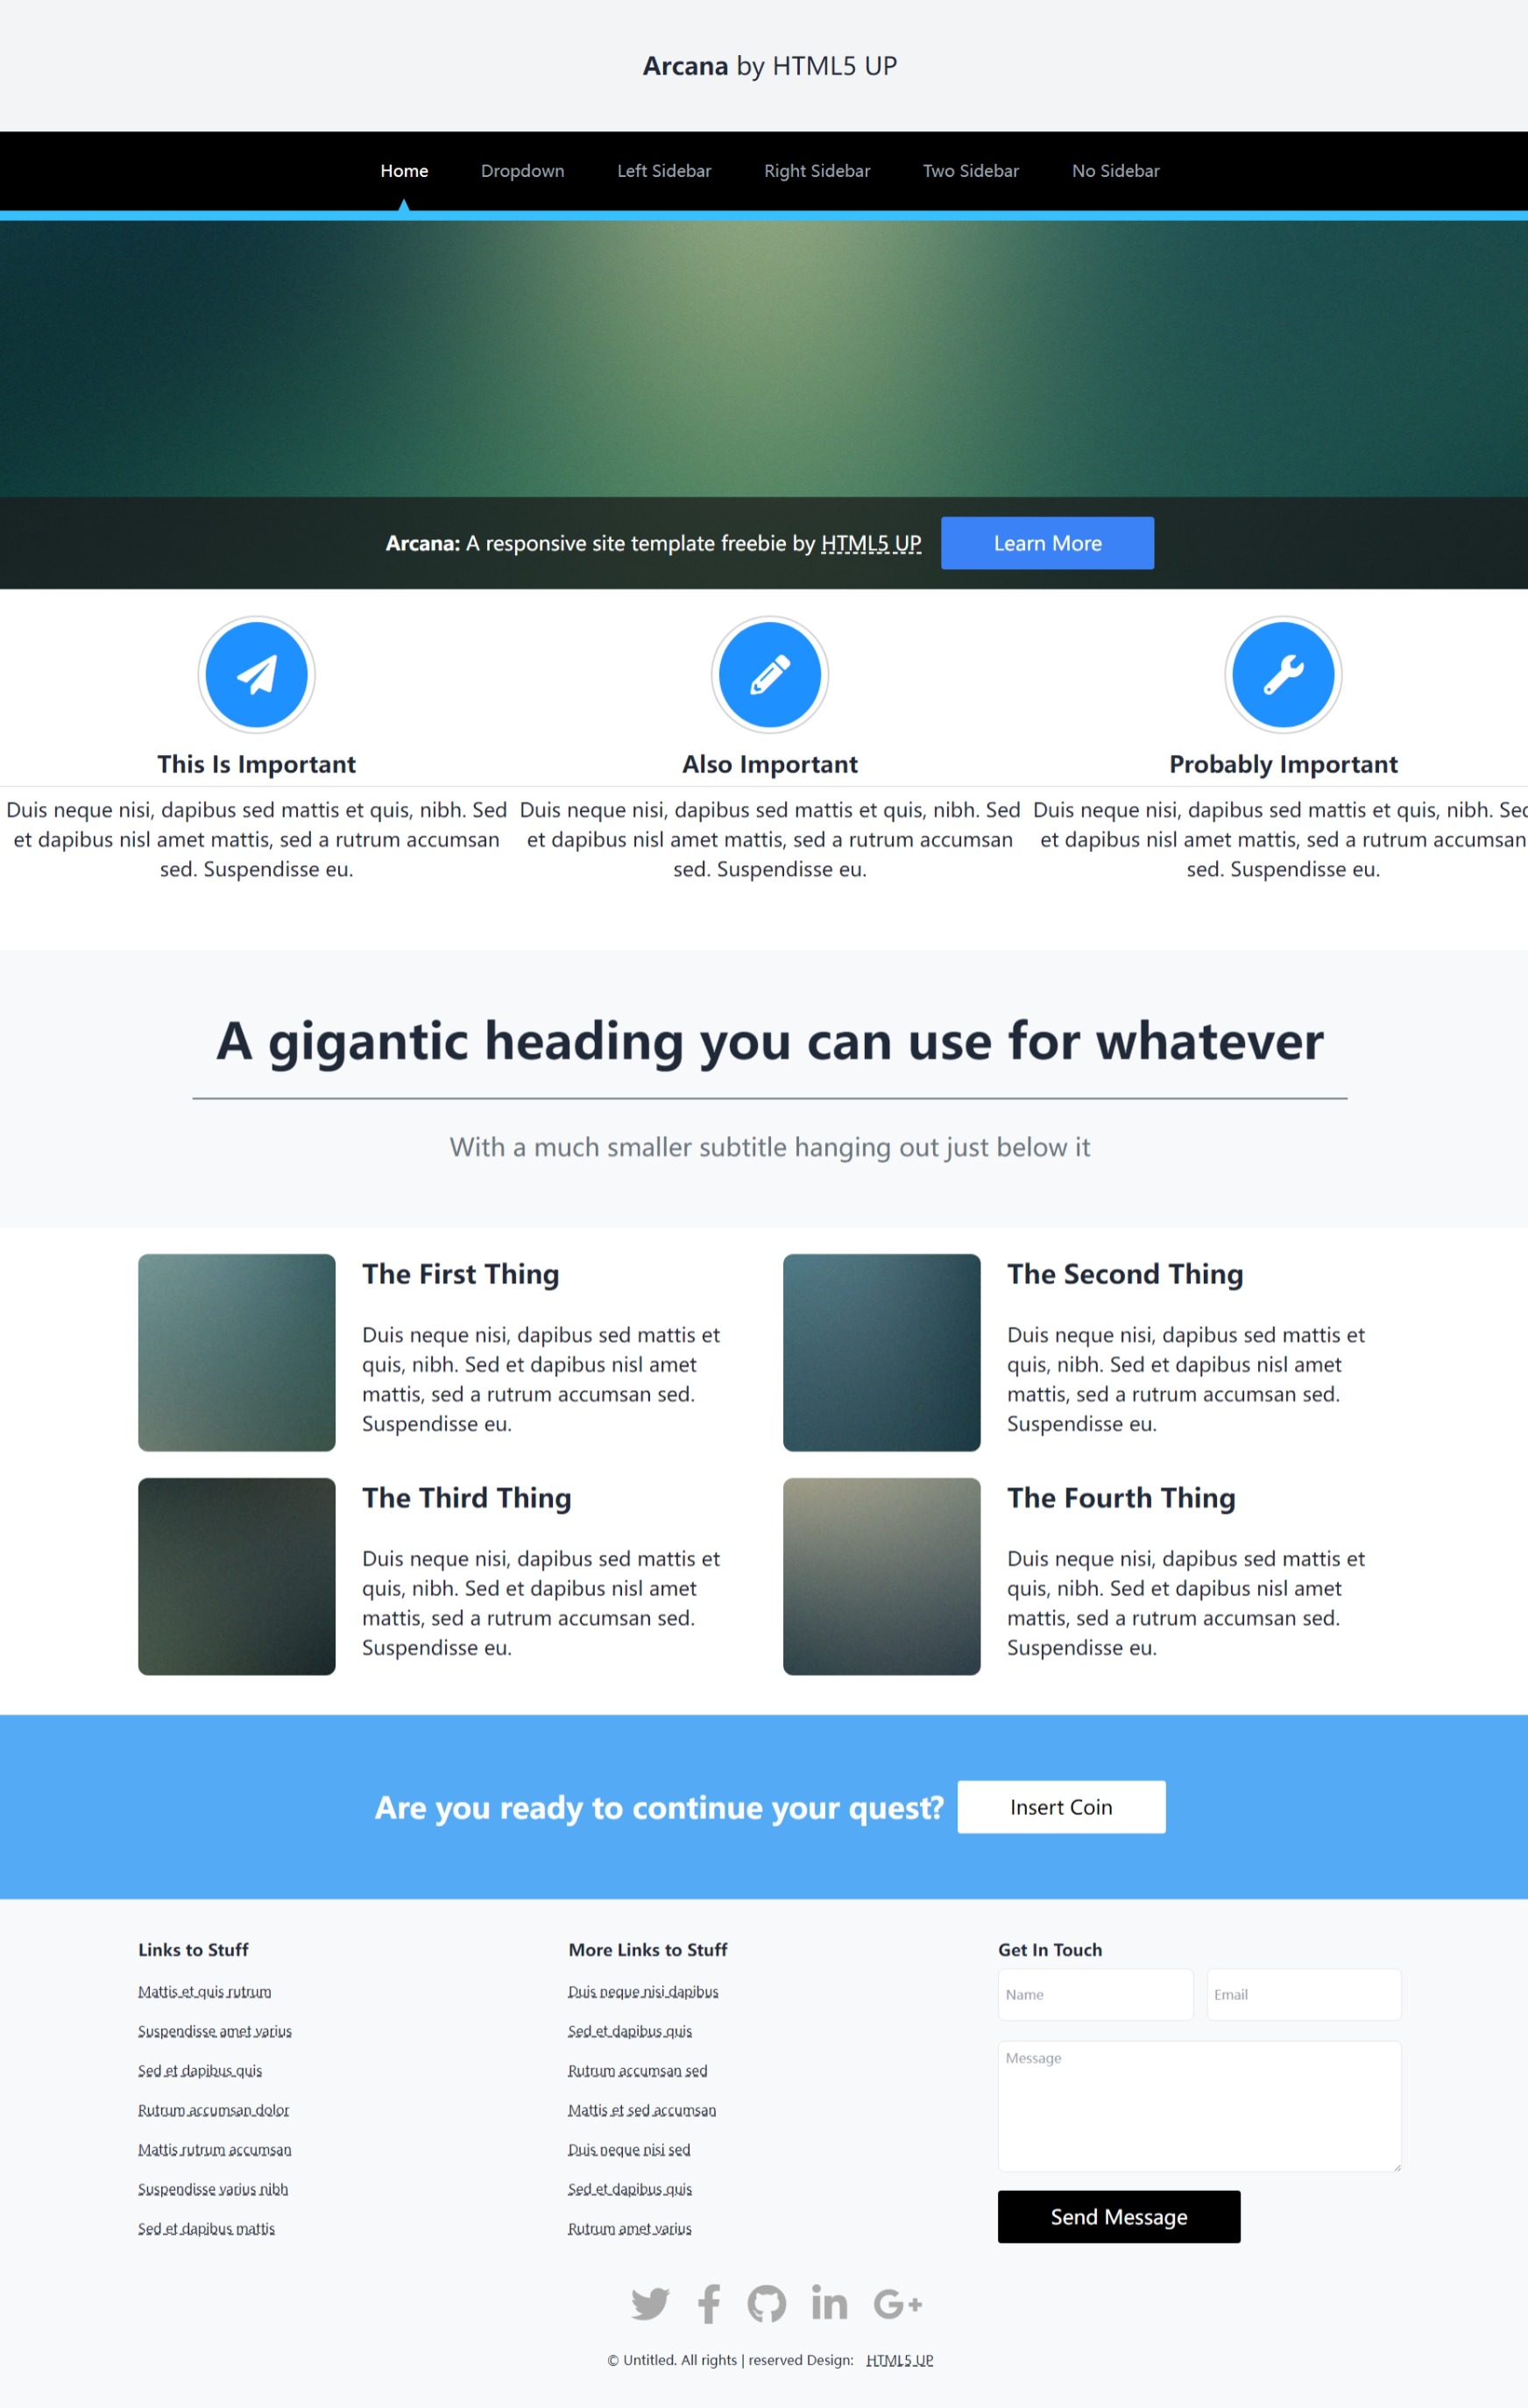 Arcana by HTML5 UP
Home Dropdown Left Sidebar Right Sidebar Two Sidebar No Sidebar
Arcana: A responsive site template freebie by HTML5 UP Learn More
This Is Important
Duis neque nisi, dapibus sed mattis et quis, nibh. Sed
et dapibus nisl amet mattis, sed a rutrum accumsan
sed. Suspendisse eu.
Also Important
Duis neque nisi, dapibus sed mattis et quis, nibh. Sed
et dapibus nisl amet mattis, sed a rutrum accumsan
sed. Suspendisse eu.
Probably Important
Duis neque nisi, dapibus sed mattis et quis, nibh. Sed
et dapibus nisl amet mattis, sed a rutrum accumsan
sed. Suspendisse eu.
A gigantic heading you can use for whatever
With a much smaller subtitle hanging out just below it
The First Thing
Duis neque nisi, dapibus sed mattis et
quis, nibh. Sed et dapibus nisl amet
mattis, sed a rutrum accumsan sed.
Suspendisse eu.
The Second Thing
Duis neque nisi, dapibus sed mattis et
quis, nibh. Sed et dapibus nisl amet
mattis, sed a rutrum accumsan sed.
Suspendisse eu.
The Third Thing
Duis neque nisi, dapibus sed mattis et
quis, nibh. Sed et dapibus nisl amet
mattis, sed a rutrum accumsan sed.
Suspendisse eu.
The Fourth Thing
Duis neque nisi, dapibus sed mattis et
quis, nibh. Sed et dapibus nisl amet
mattis, sed a rutrum accumsan sed.
Suspendisse eu.
Are you ready to continue your quest? Insert Coin
Links to Stuff
Mattis et quis rutrum
Suspendisse amet varius
Sed et dapibus quis
Rutrum accumsan dolor
Mattis rutrum accumsan
Suspendisse varius nibh
Sed et dapibus mattis
More Links to Stuff
Duis neque nisi dapibus
Sed et dapibus quis
Rutrum accumsan sed
Mattis et sed accumsan
Duis neque nisi sed
Sed et dapibus quis
Rutrum amet varius
Get In Touch
Name Email
Message
Send Message
© Untitled. All rights | reserved Design: HTML5 UP